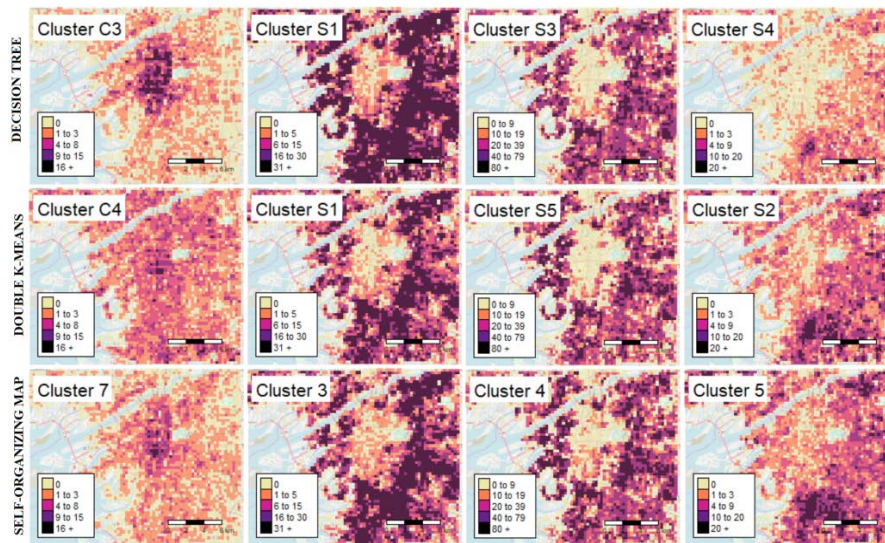 DECISION TREE
Cluster C3
0
1 to 3
4 to 8
9 to 15
16 +
Cluster S1
0
1 to 5
6 to 15
16 to 30
31 +
Cluster S3
0 to 9
10 to 19
20 to 39
40 to 79
80 +
Cluster S4
0
1 to 3
4 to 9
10 to 20
20 +
DOUBLE K-MEANS
Cluster C4
0
1 to 3
4 to 8
9 to 15
16 +
Cluster S1
0
1 to 5
6 to 15
16 to 30
31 +
Cluster S5
0 to 9
10 to 19
20 to 39
40 to 79
80 +
Cluster S2
0
1 to 3
4 to 9
10 to 20
20 +
SELF-ORGANIZING MAP
Cluster 7
0
1 to 3
4 to 8
9 to 15
16 +
Cluster 3
0
1 to 5
6 to 15
16 to 30
31 +
Cluster 4
0 to 9
10 to 19
20 to 39
40 to 79
80 +
Cluster 5
0
1 to 3
4 to 9
10 to 20
20 +